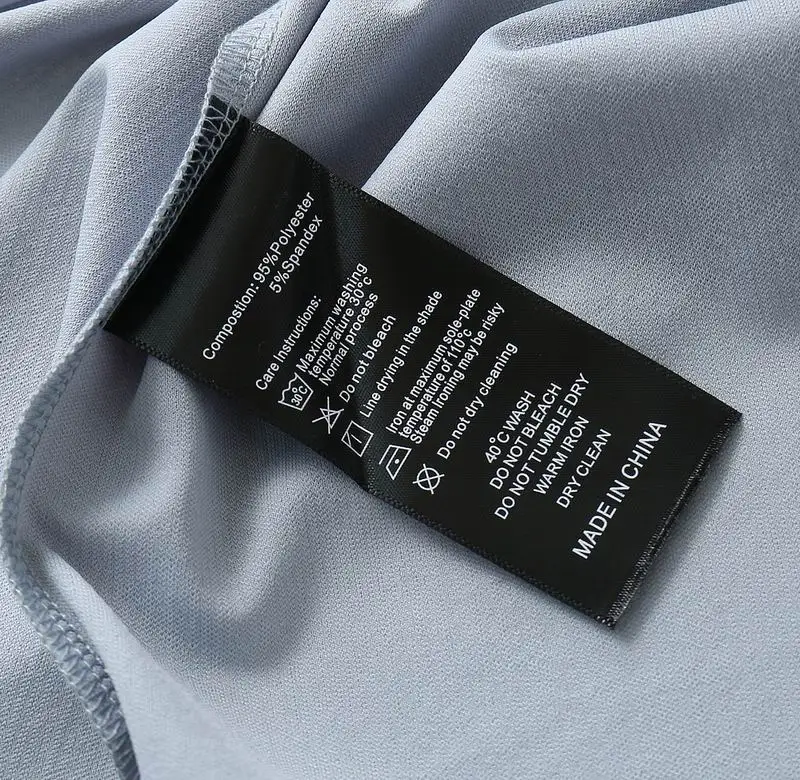 Compostion: 95%Polyester
5%Spandex
Care Instructions:
30C
Maximum washing
temperature 30°c
Normal process
Do not bleach
Line drying in the shade
Iron at maximum sole-plate
temperature of 110°c
Steam Ironing may be risky
Do not dry cleaning
40°C WASH
DO NOT BLEACH
DO NOT TUMBLE DRY
WARM IRON
DRY CLEAN
MADE IN CHINA